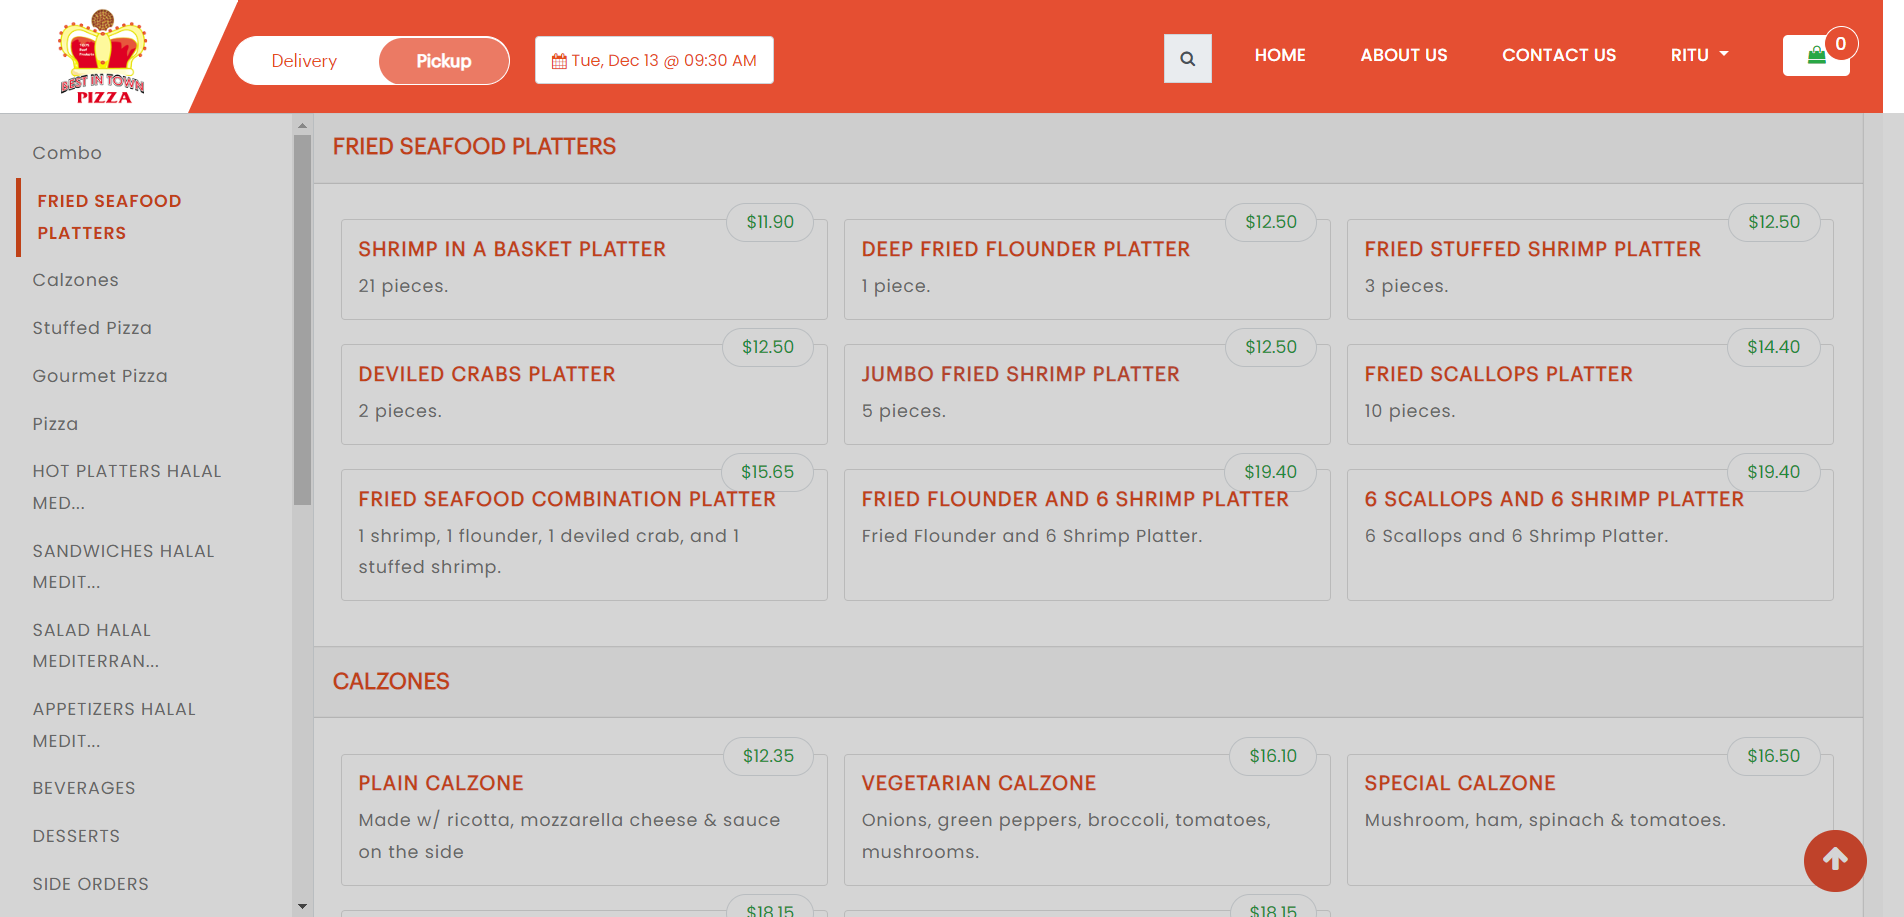 BEST IN TOWN
PIZZA
Delivery
Pickup
Tue, Dec 13 @ 09:30 AM
HOME
ABOUT US
CONTACT US
RITU
0
Combo
FRIED SEAFOOD
PLATTERS
Calzones
Stuffed Pizza
Gourmet Pizza
Pizza
HOT PLATTERS HALAL
MED...
SANDWICHES HALAL
MEDIT...
SALAD HALAL
MEDITERRAN...
APPETIZERS HALAL
MEDIT...
BEVERAGES
DESSERTS
SIDE ORDERS
FRIED SEAFOOD PLATTERS
$11.90
SHRIMP IN A BASKET PLATTER
21 pieces.
$12.50
DEEP FRIED FLOUNDER PLATTER
1 piece.
$12.50
FRIED STUFFED SHRIMP PLATTER
3 pieces.
$12.50
DEVILED CRABS PLATTER
2 pieces.
$12.50
JUMBO FRIED SHRIMP PLATTER
5 pieces.
$14.40
FRIED SCALLOPS PLATTER
10 pieces.
$15.65
FRIED SEAFOOD COMBINATION PLATTER
1 shrimp, 1 flounder, 1 deviled crab, and 1
stuffed shrimp.
$19.40
FRIED FLOUNDER AND 6 SHRIMP PLATTER
Fried Flounder and 6 Shrimp Platter.
$19.40
6 SCALLOPS AND 6 SHRIMP PLATTER
6 Scallops and 6 Shrimp Platter.
CALZONES
$12.35
PLAIN CALZONE
Made w/ ricotta, mozzarella cheese & sauce
on the side
$16.10
VEGETARIAN CALZONE
Onions, green peppers, broccoli, tomatoes,
mushrooms.
$16.50
SPECIAL CALZONE
Mushroom, ham, spinach & tomatoes.
$18.15
$18.15